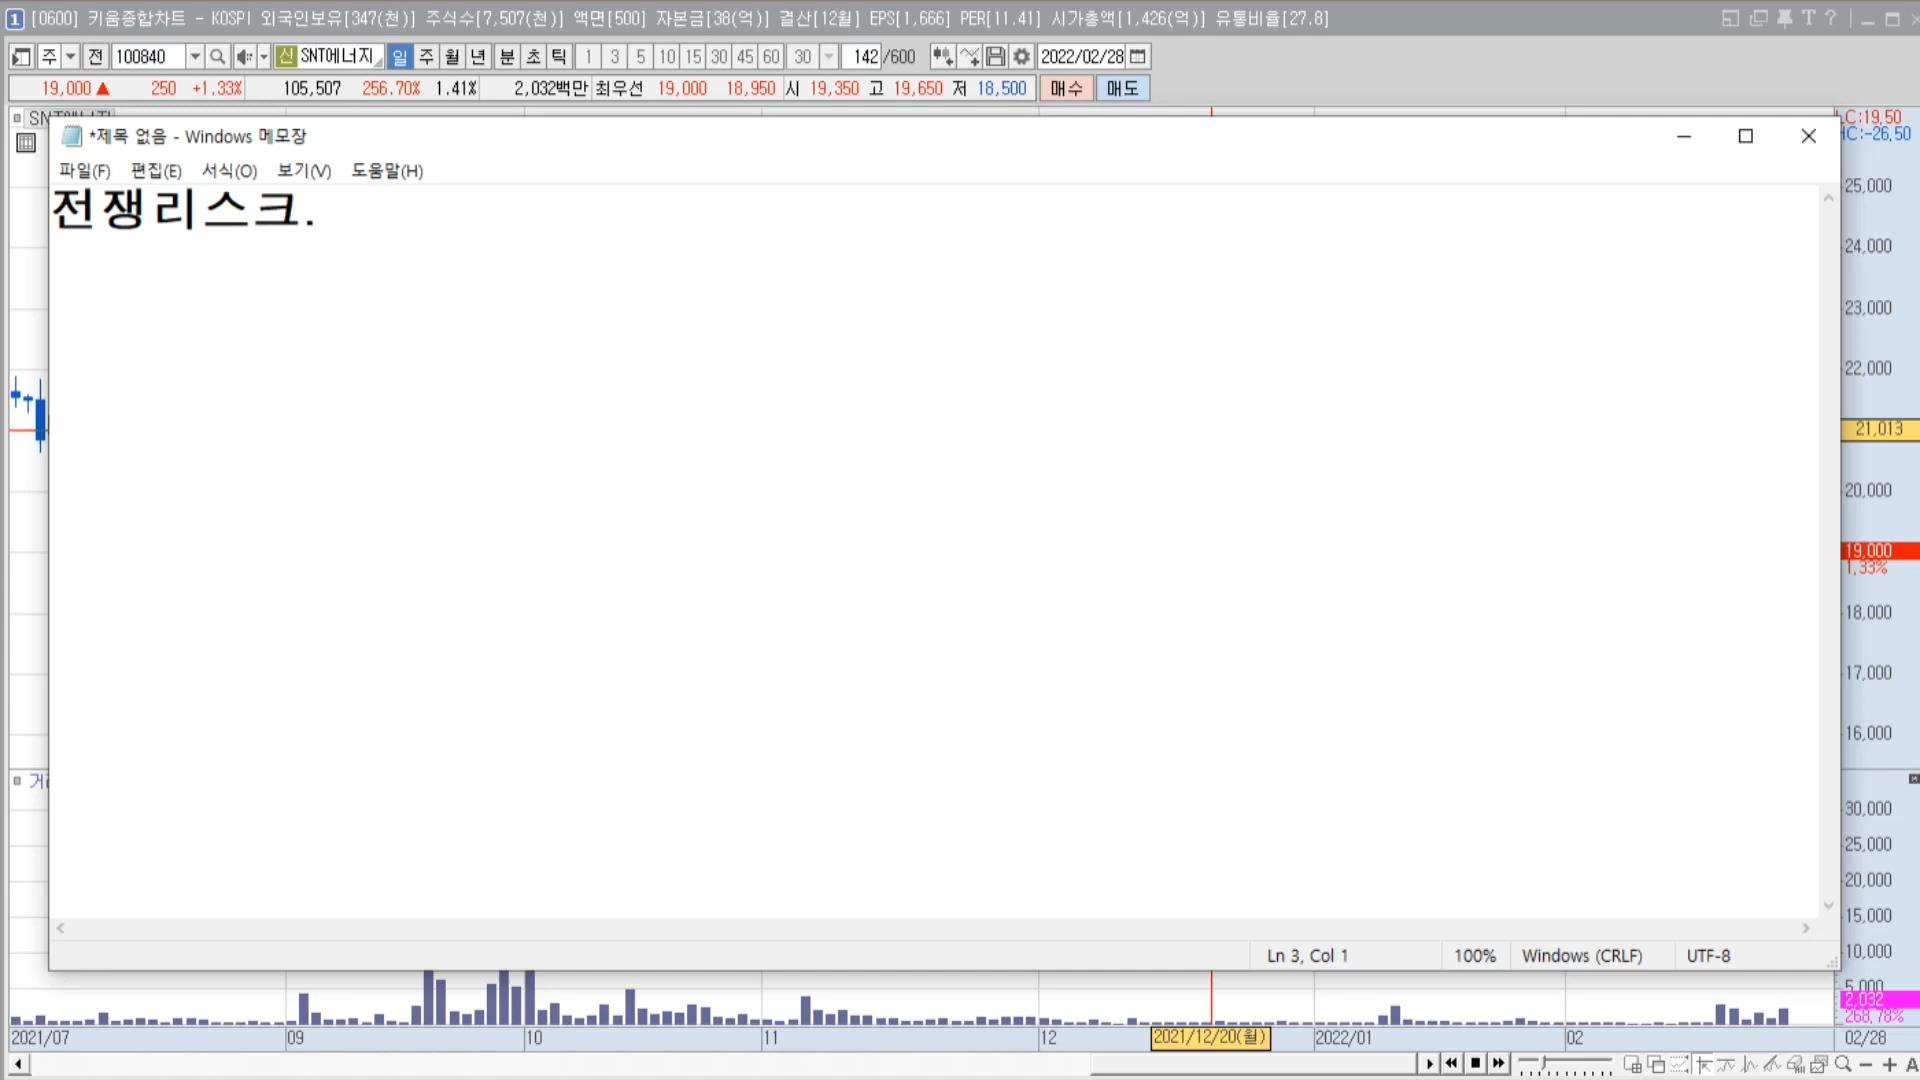 1 [0600] 키움종합차트 - KOSPI 외국인보유[347(천)] 주식수[7,507(천)] 액면[500] 자본금[38(억)] 결산[12월] EPS[1,666] PER[11.41] 시가총액[1,426(억)] 유통비율[27.8]
주 전 100840 신 SNT에너지 일 주 월 년 분 초 틱 1 3 5 10 15 30 45 60 30 142 /600 2022/02/28
19,000 ▲ 250 +1.33% 105,507 256.70% 1.41% 2,032백만 최우선 19,000 18,950 시 19,350 고 19,650 저 18,500 매수 매도
*제목 없음 - Windows 메모장
파일(F) 편집(E) 서식(O) 보기(V) 도움말(H)
전쟁리스크.
LC:19,50
HC:-26,50
25,000
24,000
23,000
22,000
21,013
20,000
19,000
1,33%
18,000
17,000
16,000
30,000
25,000
20,000
15,000
10,000
5,000
2,032
268,78%
Ln 3, Col 1 100% Windows (CRLF) UTF-8
2021/07 09 10 11 12 2021/12/20(월) 2022/01 02 02/28